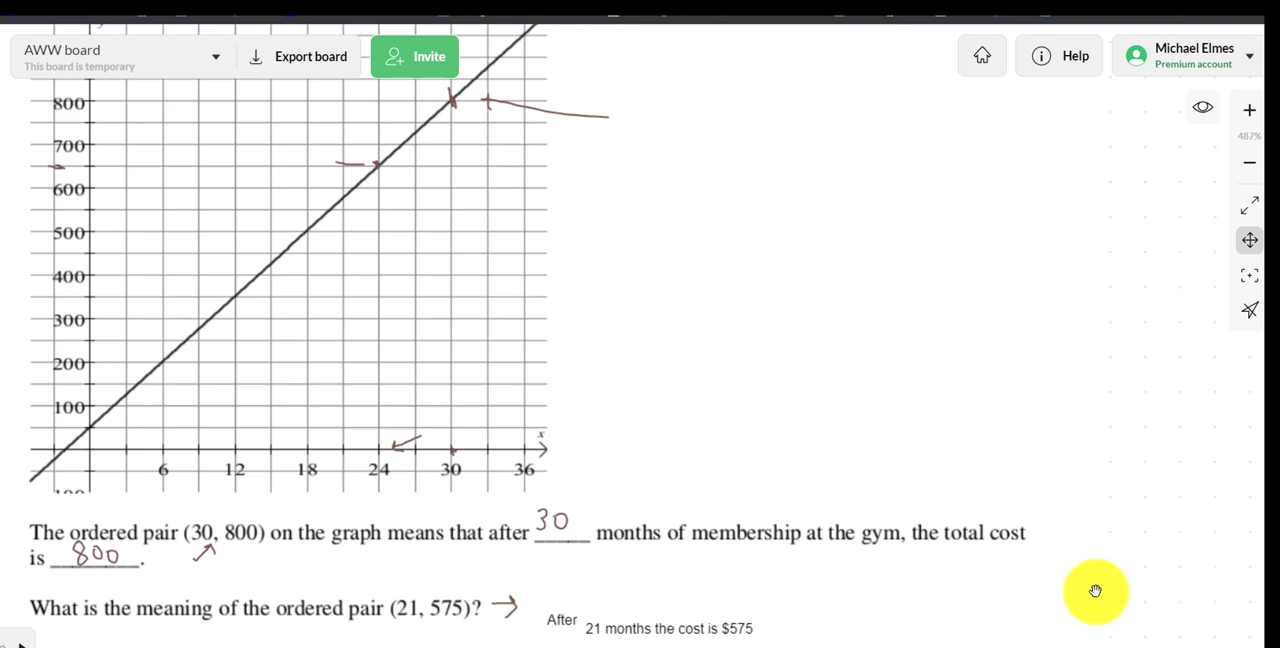 AWW board
This board is temporary
Export board
Invite
Help
Michael Elmes
Premium account
487%
800
700
600
500
400
300
200
100
x
6 12 18 24 30 36
The ordered pair (30, 800) on the graph means that after 30 months of membership at the gym, the total cost
is 800.
What is the meaning of the ordered pair (21, 575)? →
After 21 months the cost is $575